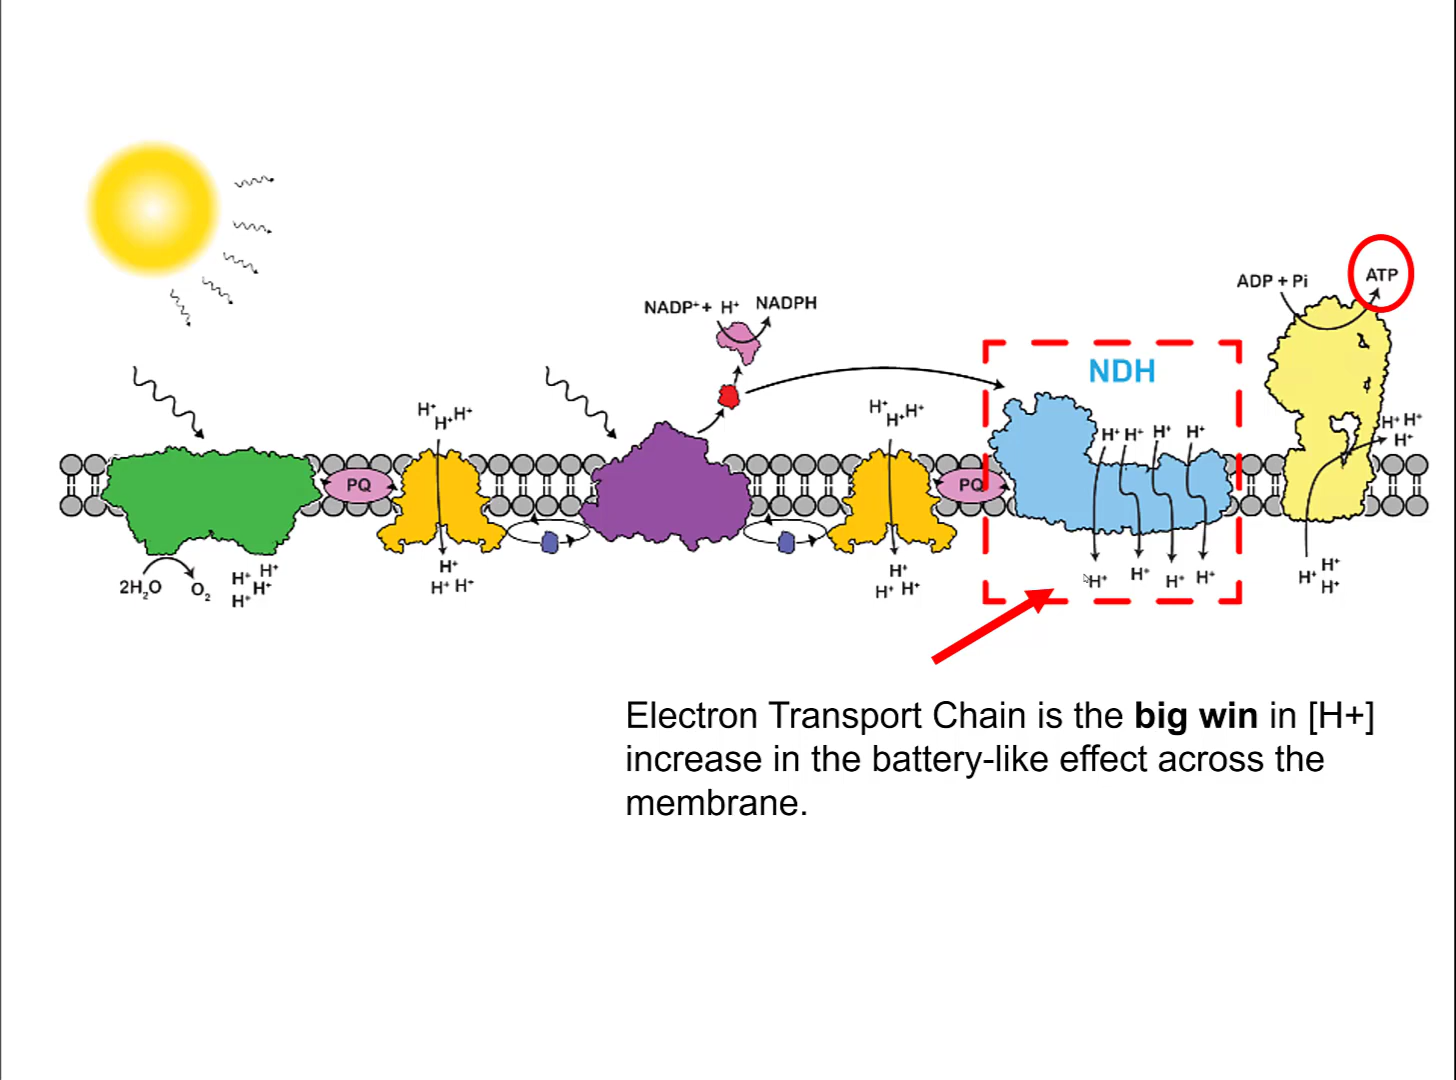 ADP + Pi
ATP
NADP⁺ + H⁺
NADPH
NDH
H⁺
H⁺H⁺
H⁺
H⁺H⁺
H⁺ H⁺ H⁺ H⁺
H⁺ H⁺
H⁺
PQ
PQ
2H₂O
O₂
H⁺ H⁺
H⁺
H⁺
H⁺
H⁺ H⁺
H⁺
H⁺ H⁺
H⁺ H⁺ H⁺ H⁺
H⁺ H⁺
H⁺
Electron Transport Chain is the big win in [H+]
increase in the battery-like effect across the
membrane.